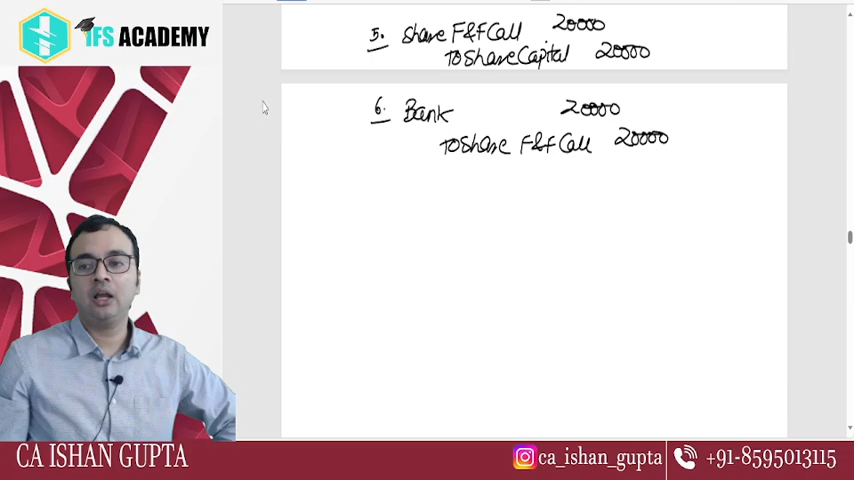 IFS ACADEMY
5. Share F&F Call 20000
To Share Capital 20000
6. Bank 20000
To Share F&F Call 20000
CA ISHAN GUPTA
ca_ishan_gupta
+91-8595013115